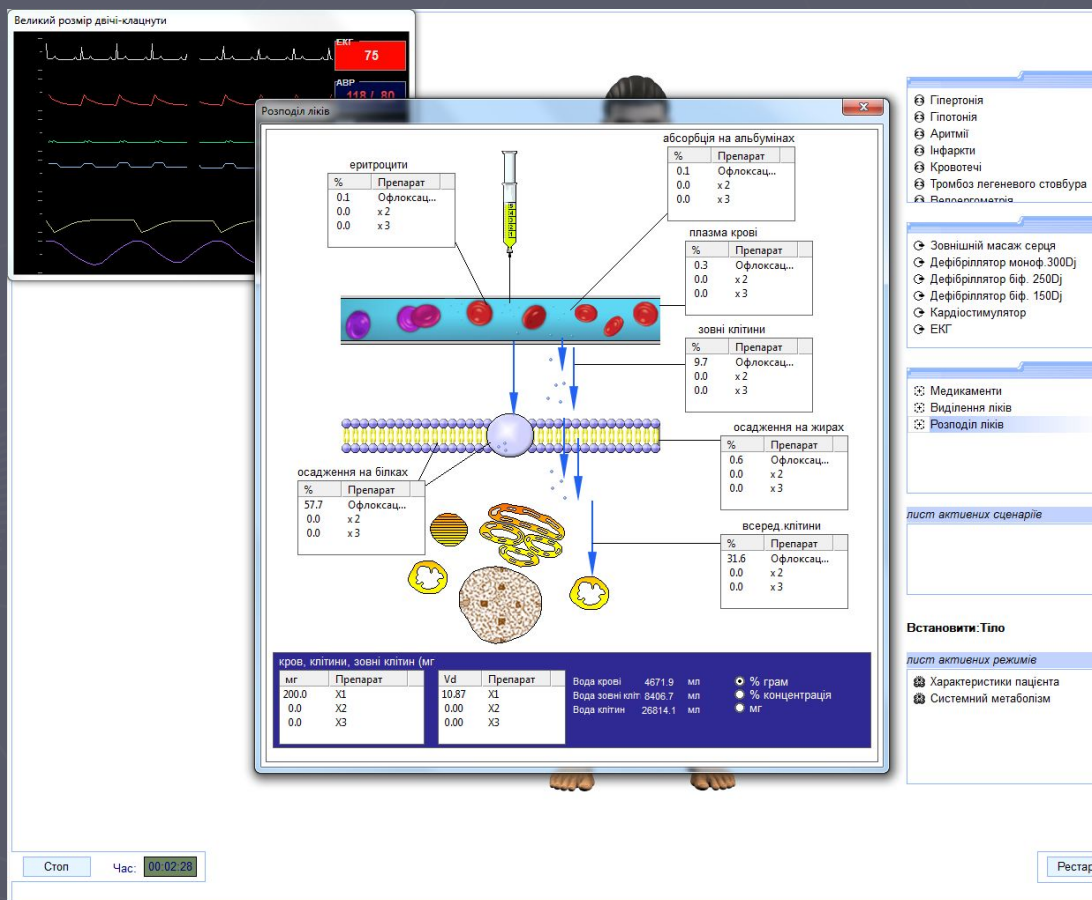 Великий розмір двічі-клацнути
ЕКГ
75
АВР
118 / 80
Розподіл ліків
еритроцити
% Препарат
0.1 Офлоксац...
0.0 x 2
0.0 x 3
абсорбція на альбумінах
% Препарат
0.1 Офлоксац...
0.0 x 2
0.0 x 3
плазма крові
% Препарат
0.3 Офлоксац...
0.0 x 2
0.0 x 3
зовні клітини
% Препарат
9.7 Офлоксац...
0.0 x 2
0.0 x 3
осадження на жирах
% Препарат
0.6 Офлоксац...
0.0 x 2
0.0 x 3
осадження на білках
% Препарат
57.7 Офлоксац...
0.0 x 2
0.0 x 3
всеред.клітини
% Препарат
31.6 Офлоксац...
0.0 x 2
0.0 x 3
кров, клітини, зовні клітин (мг
мг Препарат
200.0 X1
0.0 X2
0.0 X3
Vd Препарат
10.87 X1
0.00 X2
0.00 X3
Вода крові 4671.9 мл
Вода зовні кліт 8406.7 мл
Вода клітин 26814.1 мл
% грам
% концентрація
мг
Гіпертонія
Гіпотонія
Аритмії
Інфаркти
Кровотечі
Тромбоз легеневого стовбура
Велоергометрія
Зовнішній масаж серця
Дефібріллятор моноф.300Dj
Дефібріллятор біф. 250Dj
Дефібріллятор біф. 150Dj
Кардіостимулятор
ЕКГ
Медикаменти
Виділення ліків
Розподіл ліків
лист активних сценаріїв
Встановити:Тіло
лист активних режимів
Характеристики пацієнта
Системний метаболізм
Стоп
Час: 00:02:28
Рестар